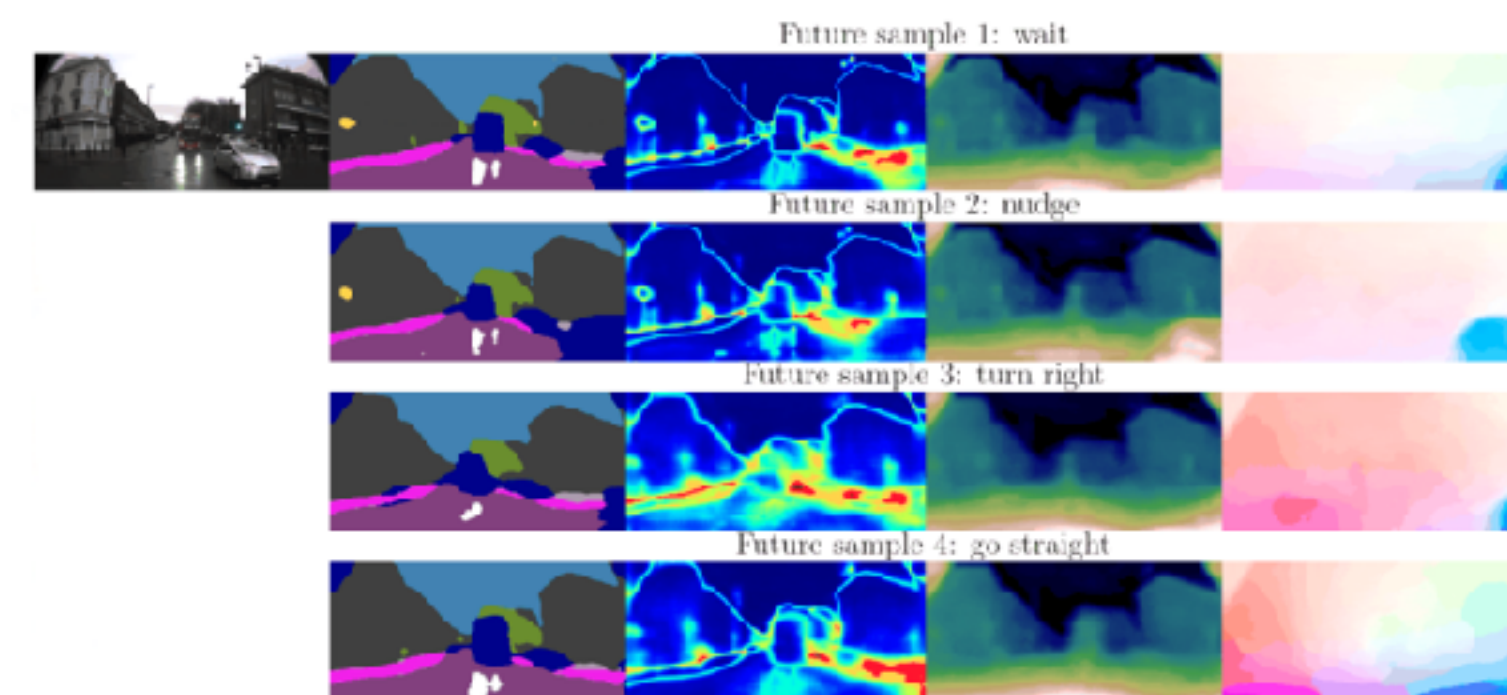 Future sample 1: wait
Future sample 2: nudge
Future sample 3: turn right
Future sample 4: go straight